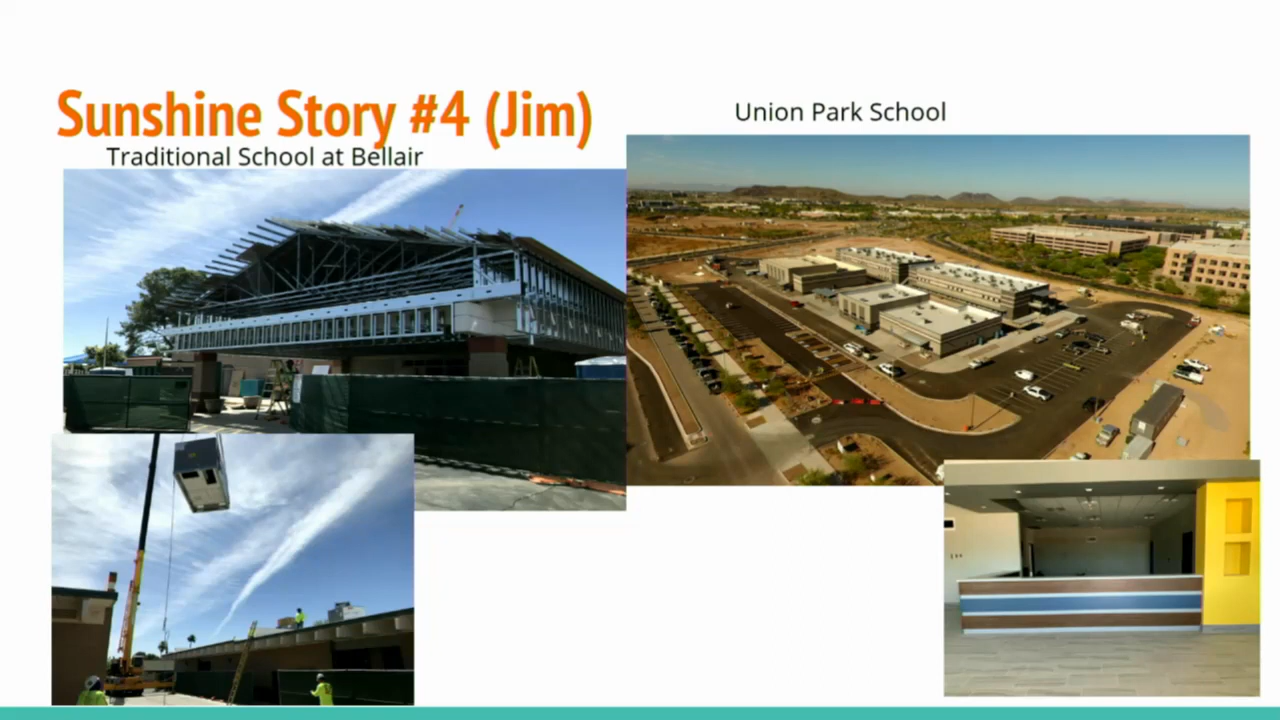 Sunshine Story #4 (Jim)
Traditional School at Bellair
Union Park School